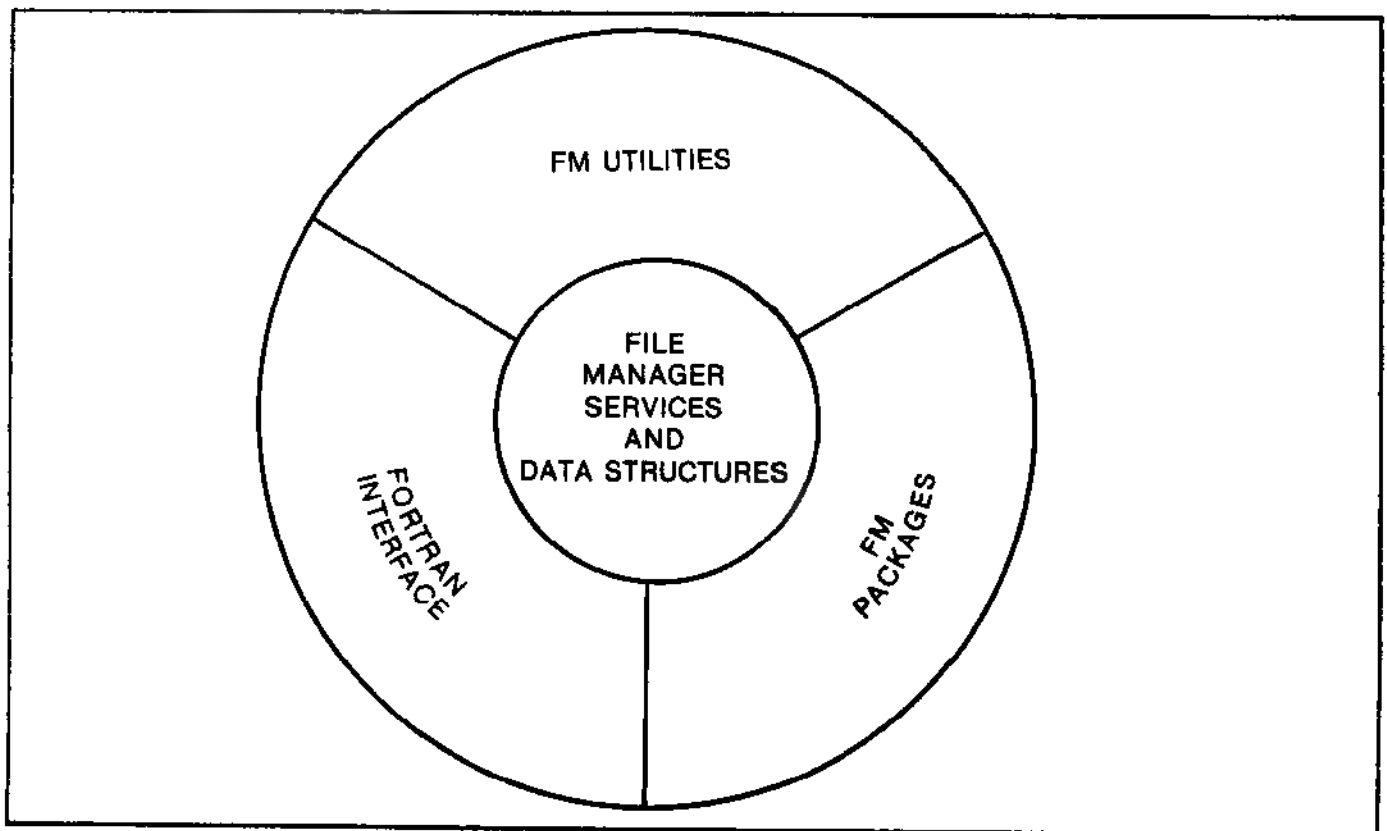 FM UTILITIES
FILE
MANAGER
SERVICES
AND
DATA STRUCTURES
FORTRAN
INTERFACE
FM
PACKAGES